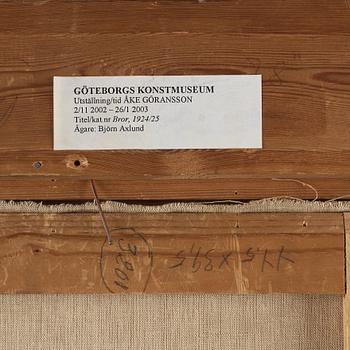 GÖTEBORGS KONSTMUSEUM
Utställning/tid ÅKE GÖRANSSON
2/11 2002 – 26/1 2003
Titel/kat.nr Bror, 1924/25
Ägare: Björn Axlund